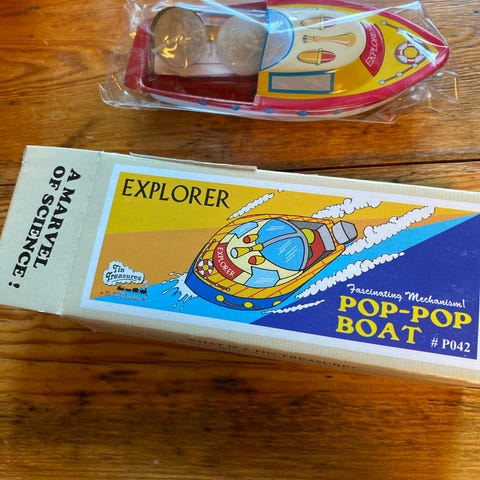 EXPLORER
A MARVEL
OF SCIENCE!
EXPLORER
Tin
Treasures
EXPLORER
Fascinating Mechanism!
POP-POP
BOAT # P042